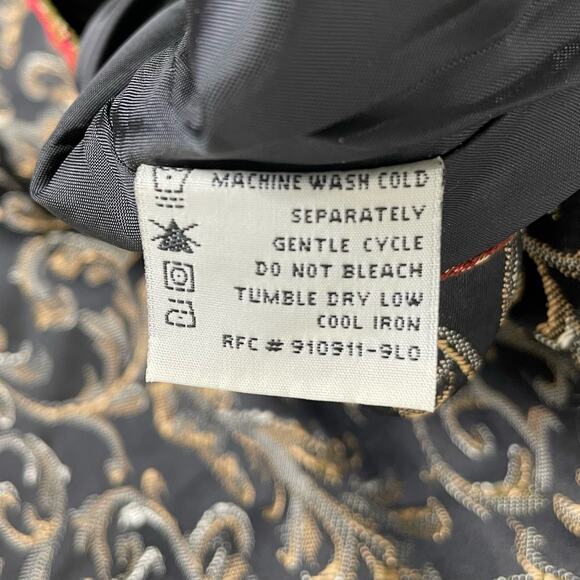 MACHINE WASH COLD
SEPARATELY
GENTLE CYCLE
DO NOT BLEACH
TUMBLE DRY LOW
COOL IRON
RFC # 910911-9L0